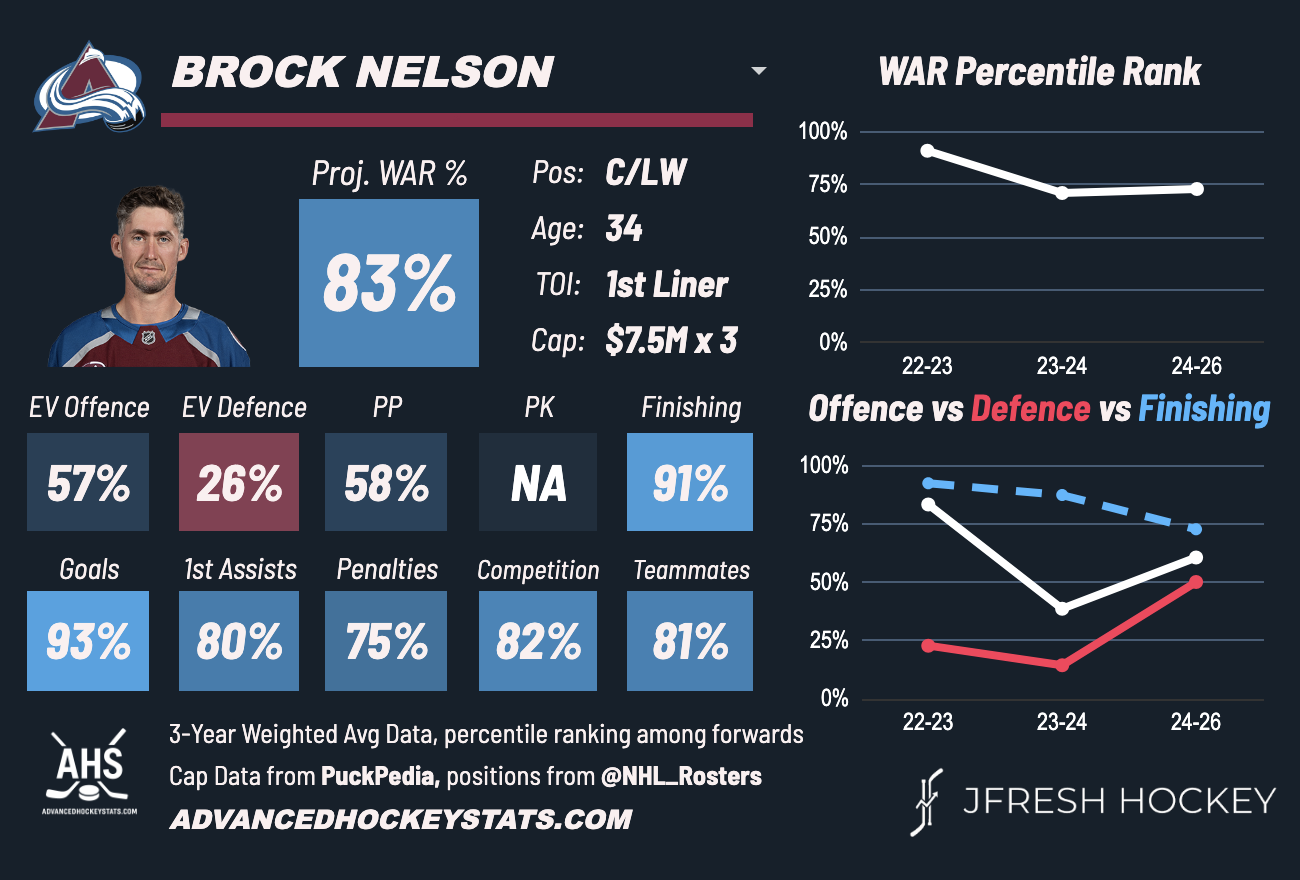 BROCK NELSON
Proj. WAR %
83%
Pos: C/LW
Age: 34
TOI: 1st Liner
Cap: $7.5M x 3
EV Offence EV Defence PP PK Finishing
57% 26% 58% NA 91%
Goals 1st Assists Penalties Competition Teammates
93% 80% 75% 82% 81%
AHS
ADVANCEDHOCKEYSTATS.COM
3-Year Weighted Avg Data, percentile ranking among forwards
Cap Data from PuckPedia, positions from @NHL_Rosters
ADVANCEDHOCKEYSTATS.COM
WAR Percentile Rank
100%
75%
50%
25%
0%
22-23 23-24 24-26
Offence vs Defence vs Finishing
100%
75%
50%
25%
0%
22-23 23-24 24-26
JFRESH HOCKEY